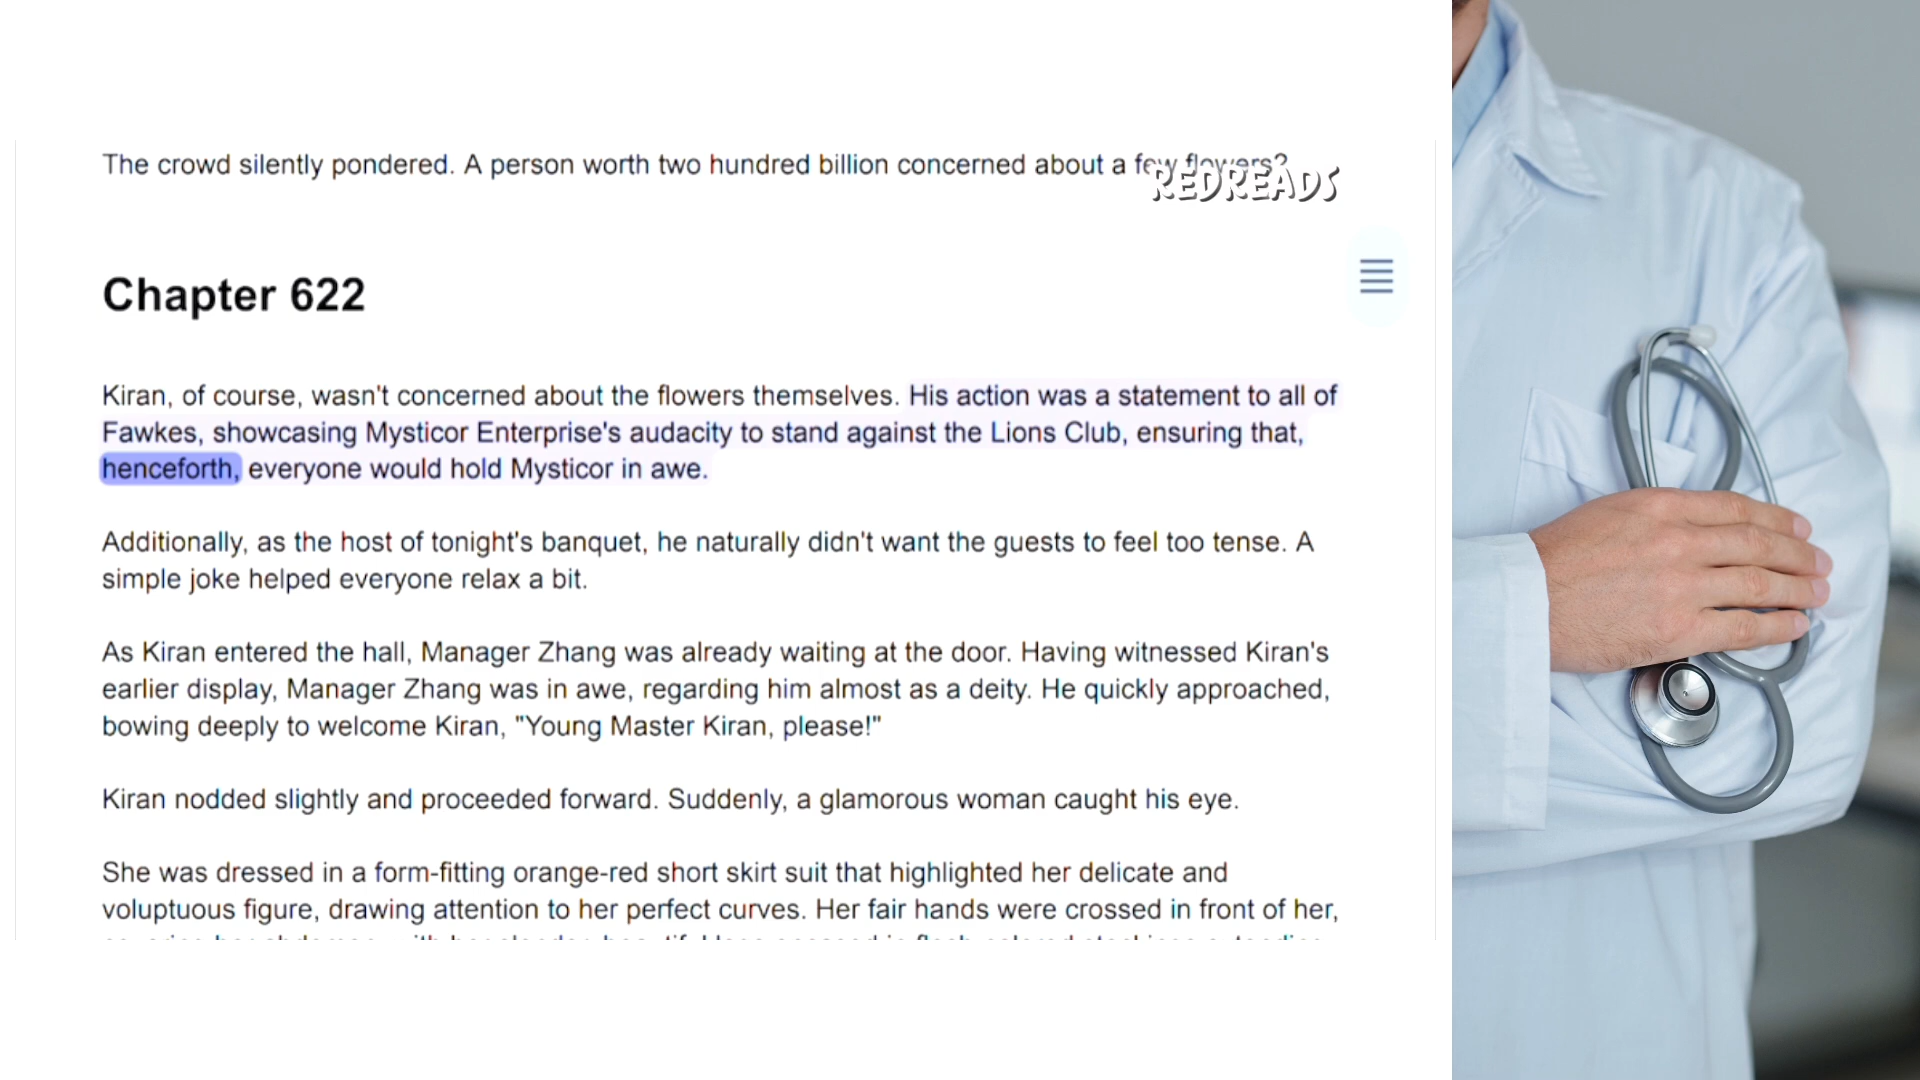 The crowd silently pondered. A person worth two hundred billion concerned about a few flowers?
REDREADS
Chapter 622
Kiran, of course, wasn't concerned about the flowers themselves. His action was a statement to all of
Fawkes, showcasing Mysticor Enterprise's audacity to stand against the Lions Club, ensuring that,
henceforth, everyone would hold Mysticor in awe.
Additionally, as the host of tonight's banquet, he naturally didn't want the guests to feel too tense. A
simple joke helped everyone relax a bit.
As Kiran entered the hall, Manager Zhang was already waiting at the door. Having witnessed Kiran's
earlier display, Manager Zhang was in awe, regarding him almost as a deity. He quickly approached,
bowing deeply to welcome Kiran, "Young Master Kiran, please!"
Kiran nodded slightly and proceeded forward. Suddenly, a glamorous woman caught his eye.
She was dressed in a form-fitting orange-red short skirt suit that highlighted her delicate and
voluptuous figure, drawing attention to her perfect curves. Her fair hands were crossed in front of her,